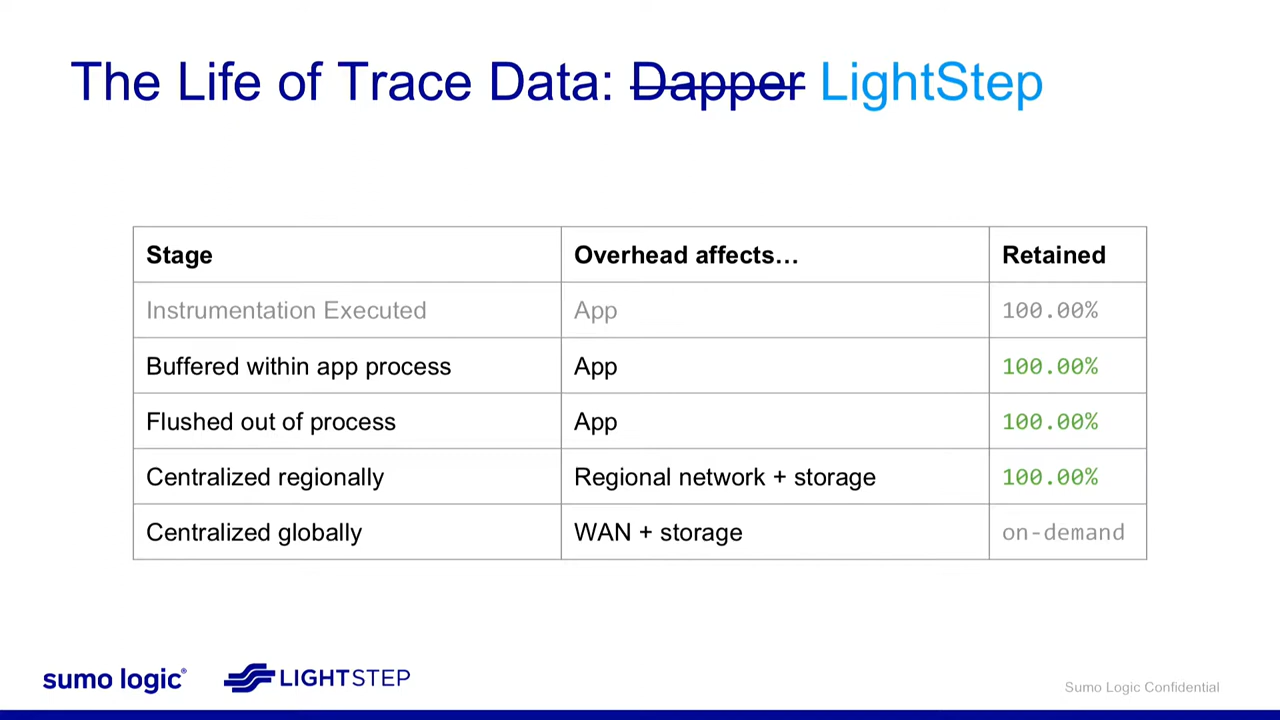 The Life of Trace Data: Dapper LightStep
Stage Overhead affects… Retained
Instrumentation Executed App 100.00%
Buffered within app process App 100.00%
Flushed out of process App 100.00%
Centralized regionally Regional network + storage 100.00%
Centralized globally WAN + storage on-demand
sumo logic® LIGHTSTEP
Sumo Logic Confidential